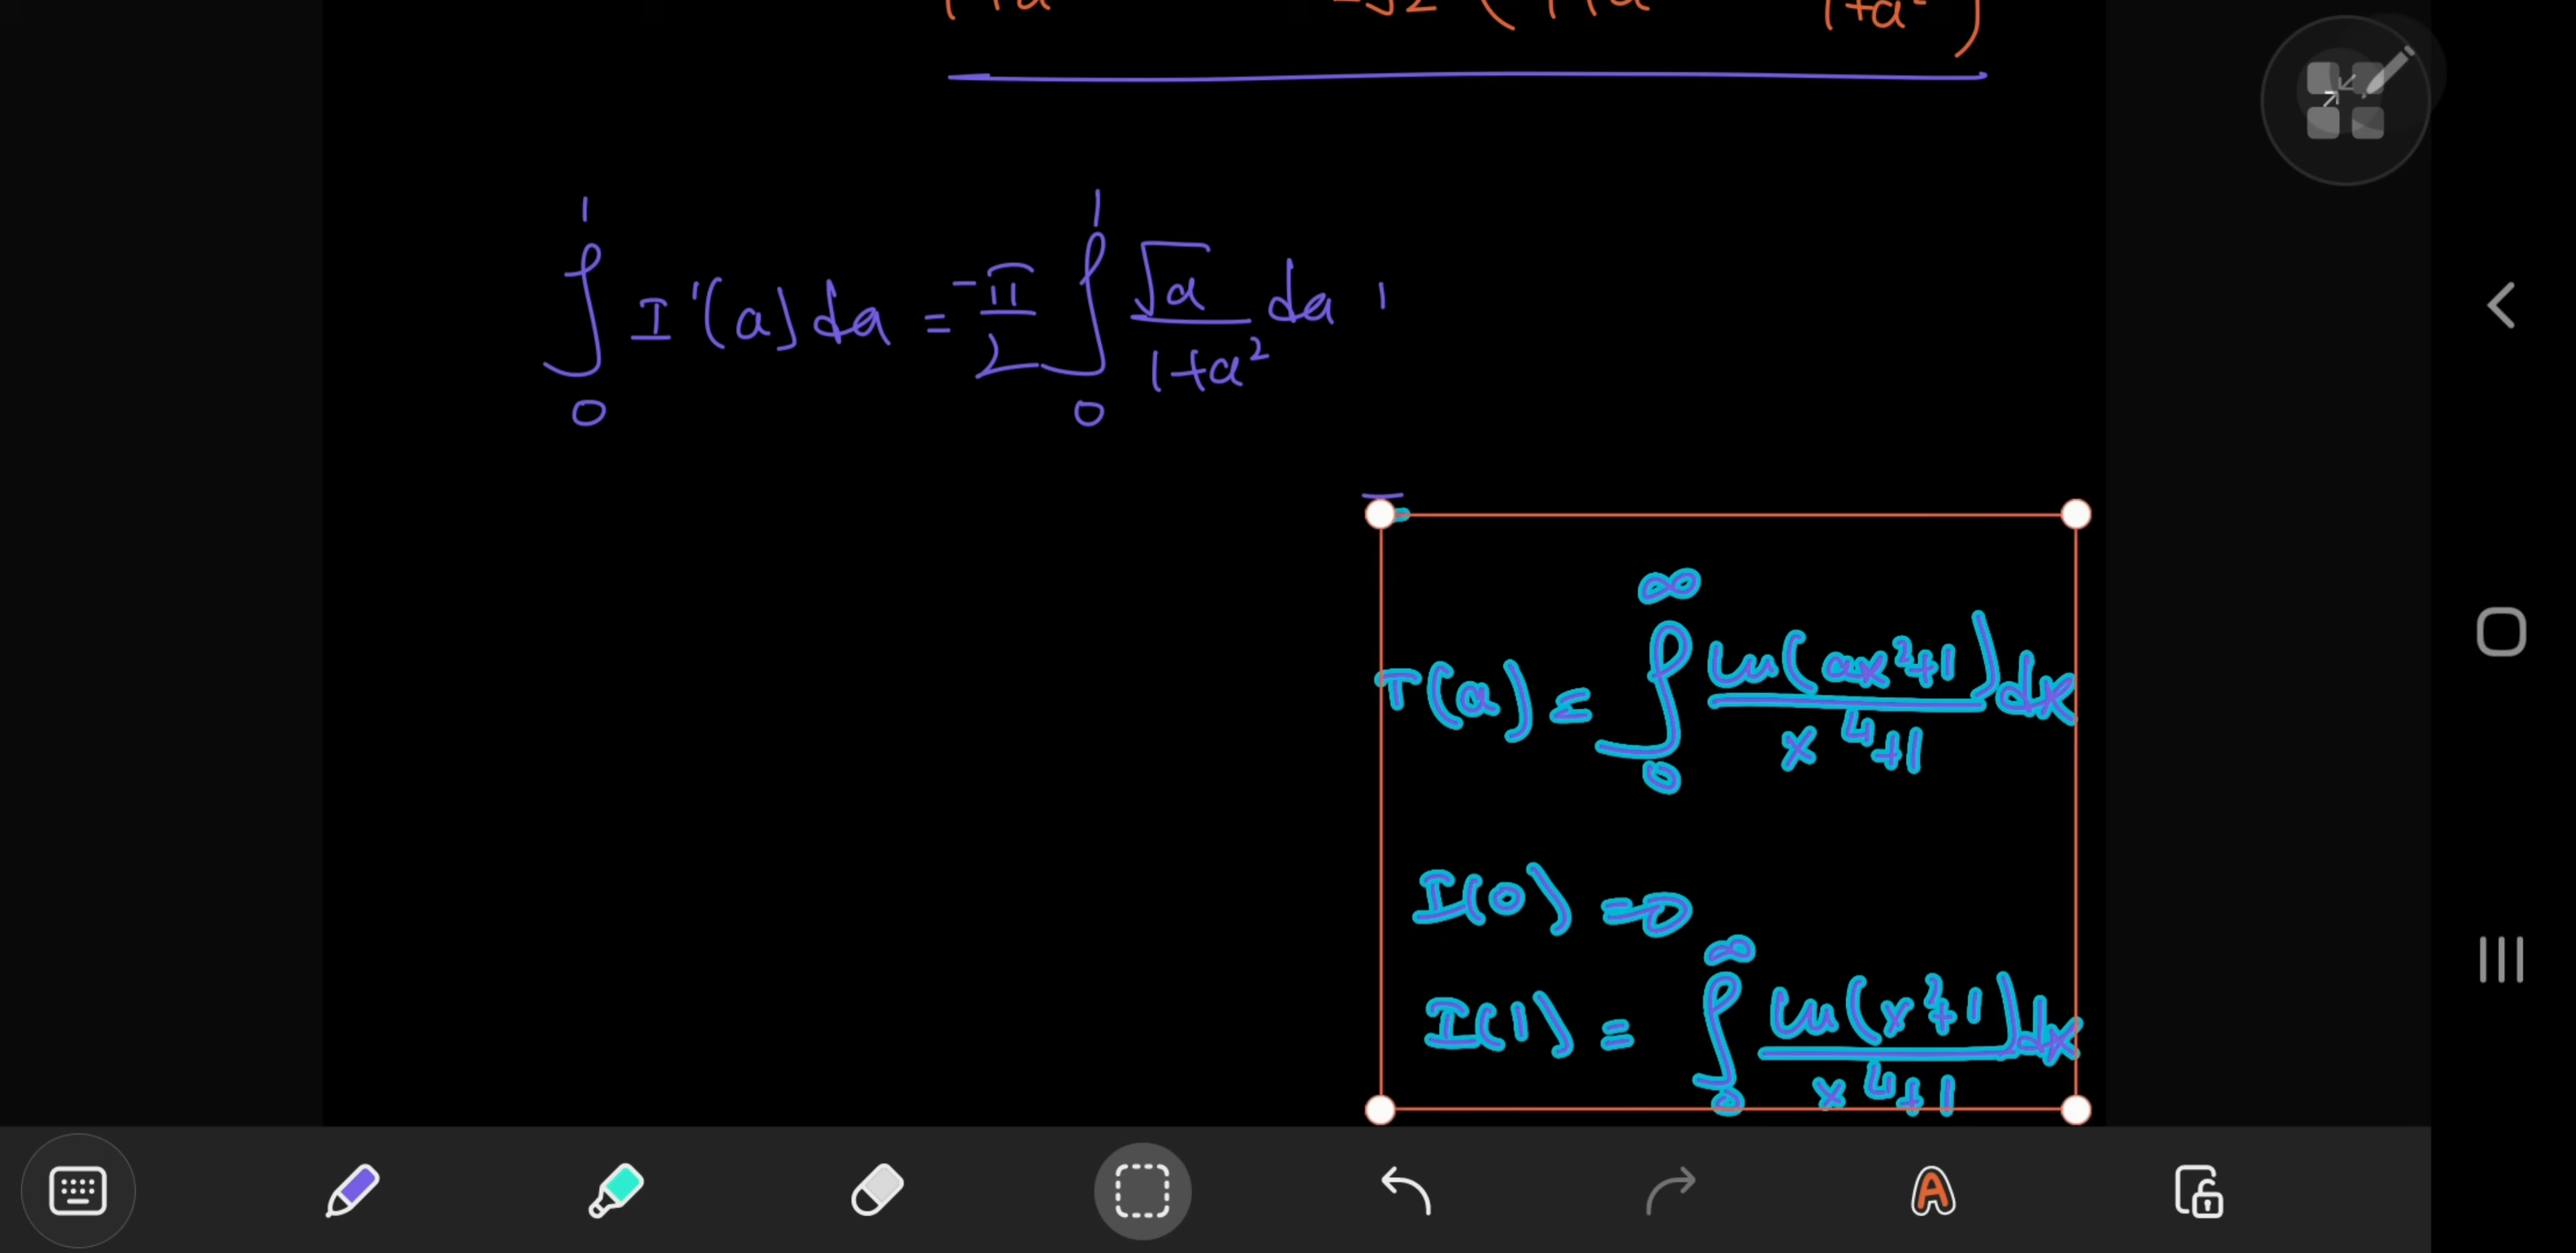 ∫₀¹ I'(a) da = -π/2 ∫₀¹ √a/(1+a²) da
I(a) = ∫₀^∞ ln(ax²+1)/(x⁴+1) dx
I(0) = 0
I(1) = ∫₀^∞ ln(x²+1)/(x⁴+1) dx
A